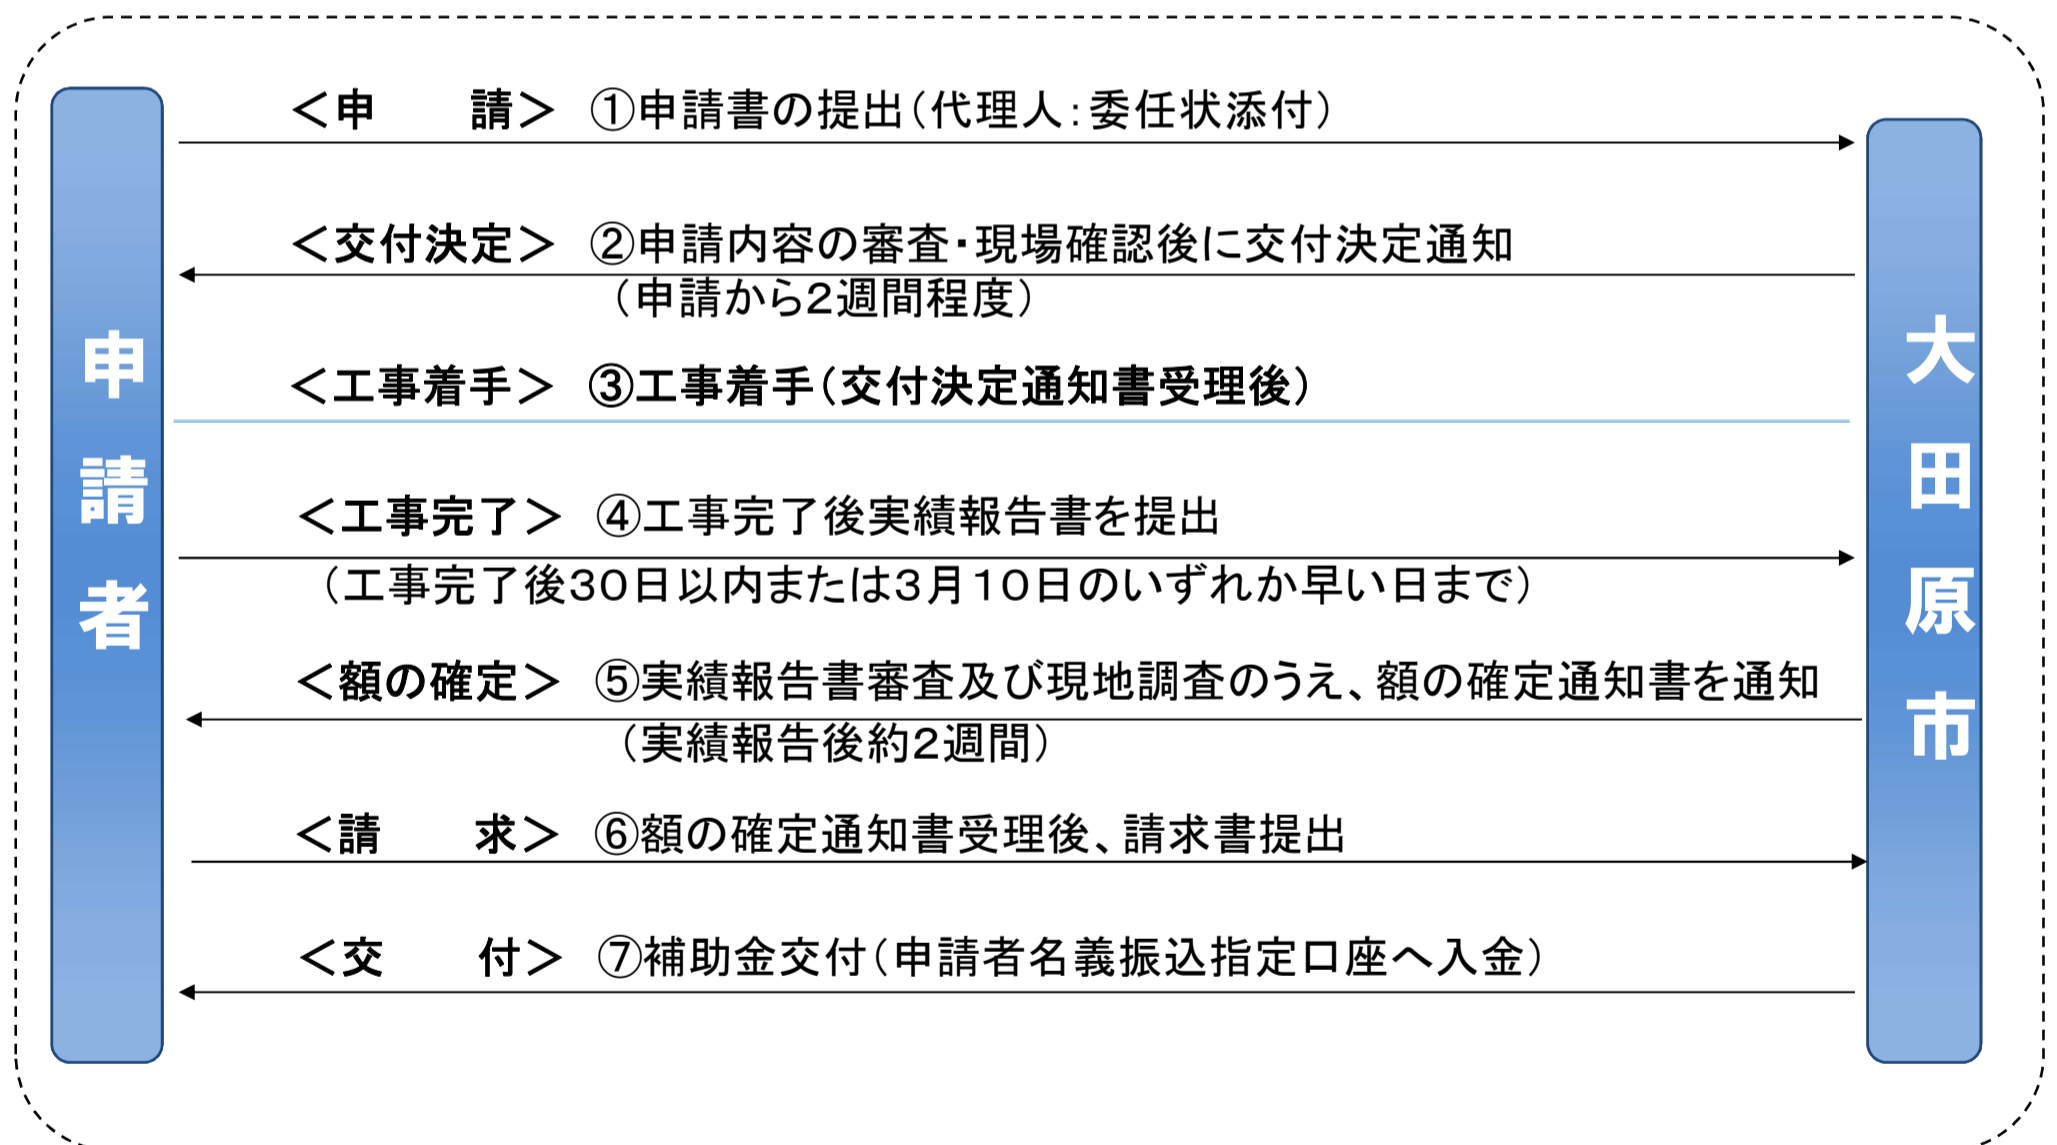 申請者
＜申　　請＞　①申請書の提出（代理人：委任状添付）
＜交付決定＞　②申請内容の審査・現場確認後に交付決定通知
（申請から２週間程度）
＜工事着手＞　③工事着手（交付決定通知書受理後）
＜工事完了＞　④工事完了後実績報告書を提出
（工事完了後３０日以内または３月１０日のいずれか早い日まで）
＜額の確定＞　⑤実績報告書審査及び現地調査のうえ、額の確定通知書を通知
（実績報告後約２週間）
＜請　　求＞　⑥額の確定通知書受理後、請求書提出
＜交　　付＞　⑦補助金交付（申請者名義振込指定口座へ入金）
大田原市